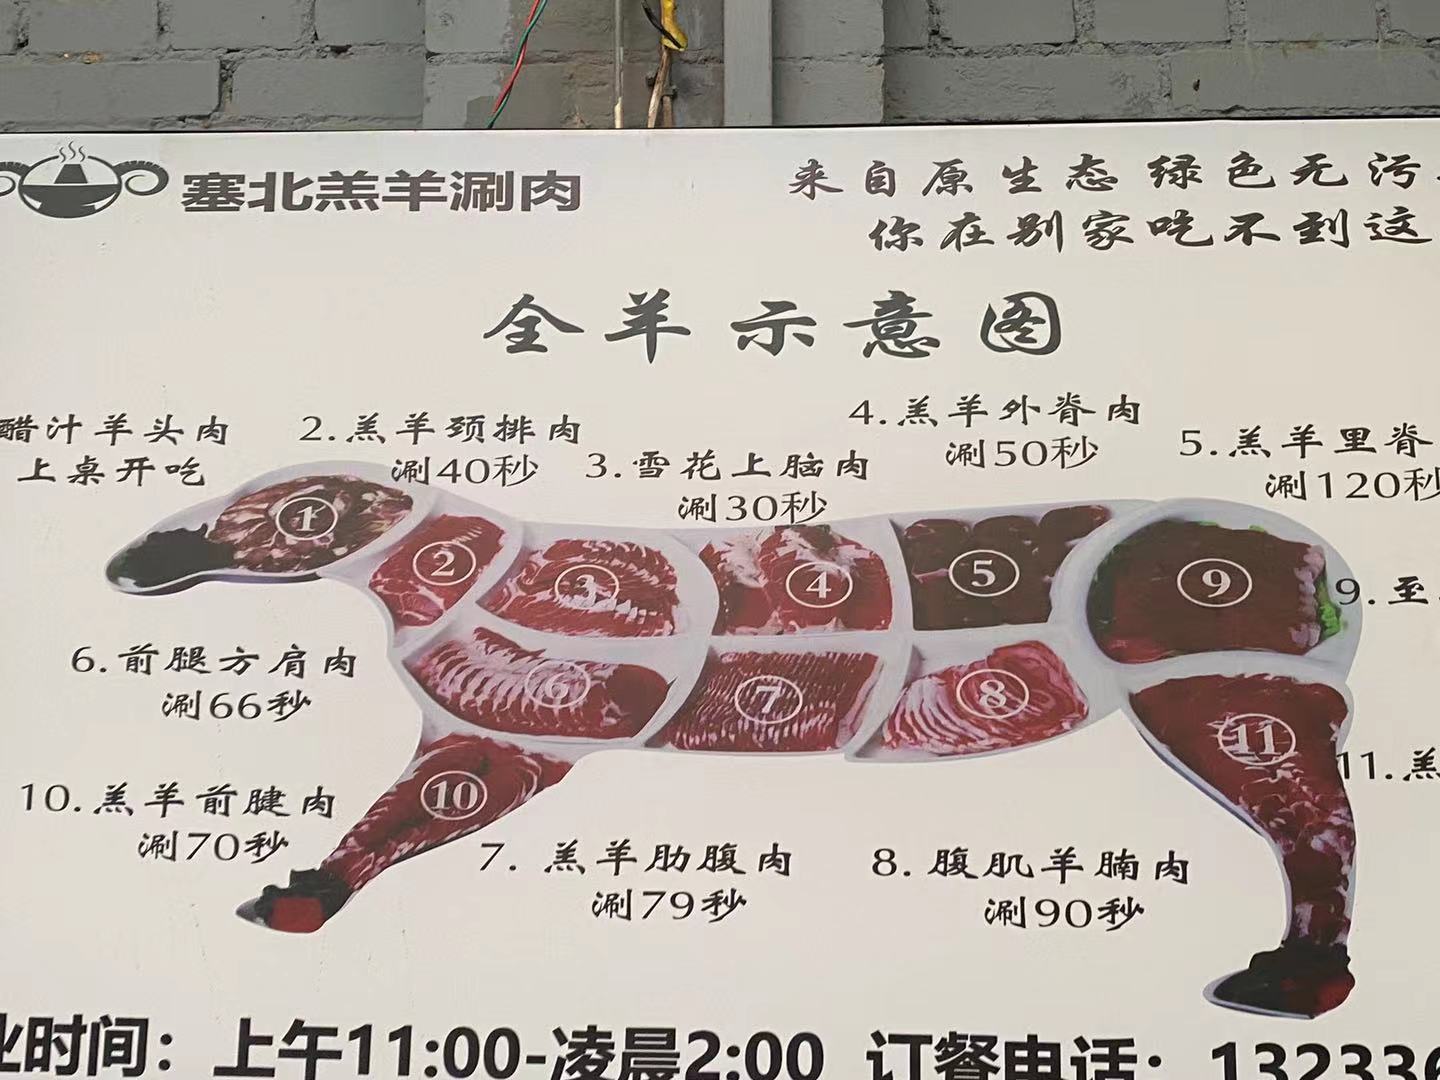 塞北羔羊涮肉
来自原生态 绿色无污
你在别家吃不到这
全羊示意图
醋汁羊头肉
上桌开吃
2.羔羊颈排肉
涮40秒
3.雪花上脑肉
涮30秒
4.羔羊外脊肉
涮50秒
5.羔羊里脊
涮120秒
1
2
3
4
5
9
9.至
6.前腿方肩肉
涮66秒
6
7
8
11
11.羔
10.羔羊前腱肉
涮70秒
10
7. 羔羊肋腹肉
涮79秒
8.腹肌羊腩肉
涮90秒
业时间：上午11:00-凌晨2:00 订餐电话：13233